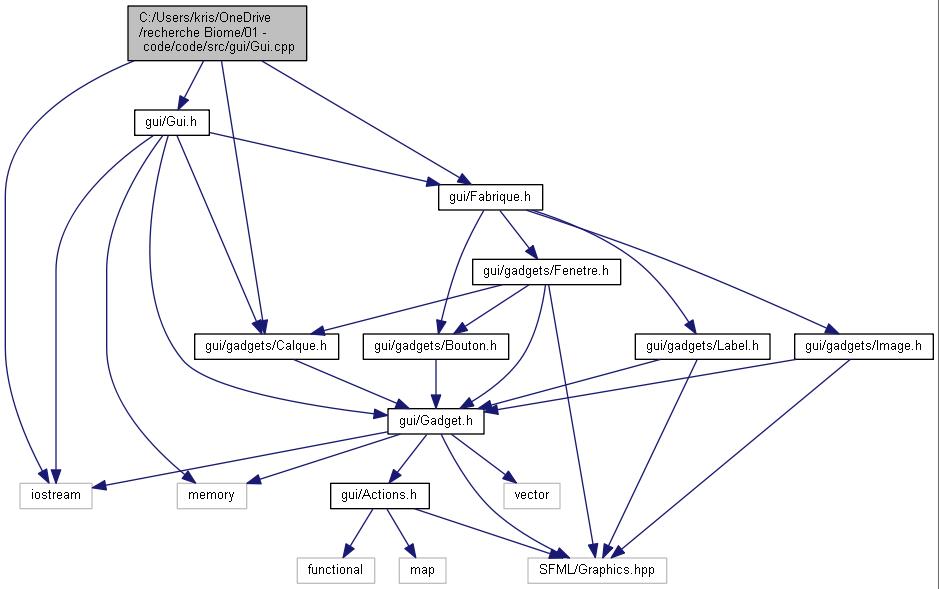 C:/Users/kris/OneDrive
/recherche Biome/01 -
code/code/src/gui/Gui.cpp
gui/Gui.h
gui/Fabrique.h
gui/gadgets/Fenetre.h
gui/gadgets/Calque.h
gui/gadgets/Bouton.h
gui/gadgets/Label.h
gui/gadgets/Image.h
gui/Gadget.h
iostream
memory
gui/Actions.h
vector
functional
map
SFML/Graphics.hpp